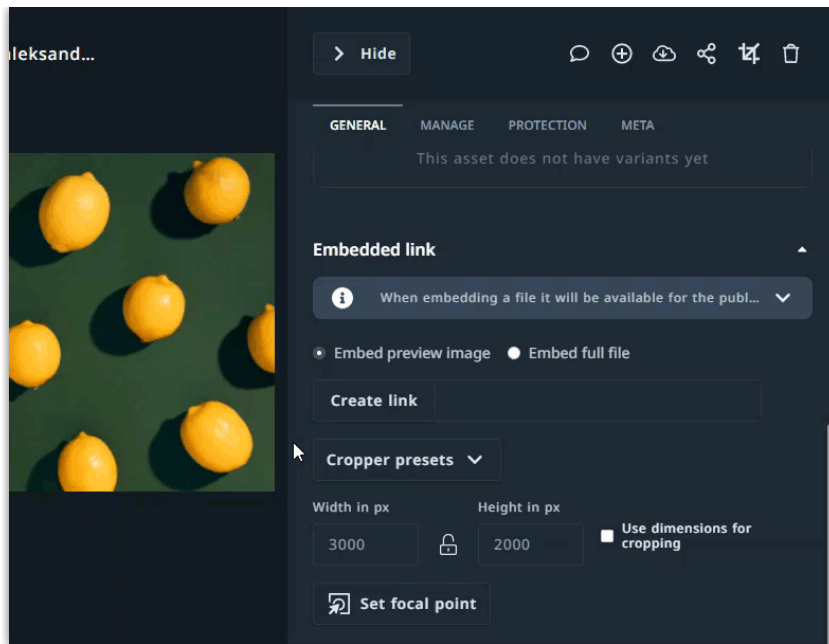 aleksand...
Hide
GENERAL MANAGE PROTECTION META
This asset does not have variants yet
Embedded link
When embedding a file it will be available for the publ...
Embed preview image Embed full file
Create link
Cropper presets
Width in px Height in px
3000 2000 Use dimensions for
cropping
Set focal point